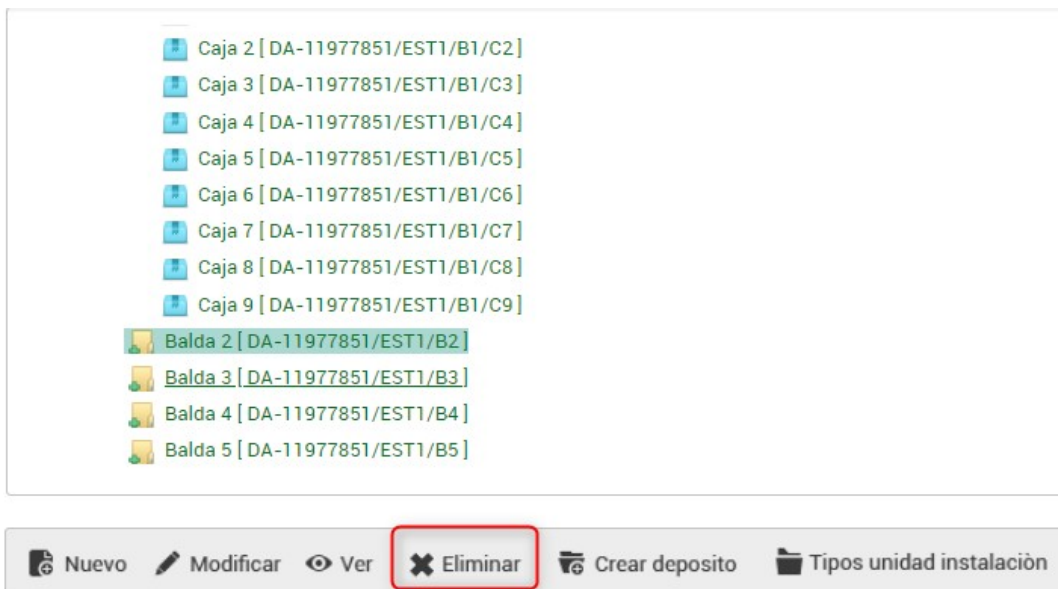 Caja 2 [ DA-11977851/EST1/B1/C2 ]
Caja 3 [ DA-11977851/EST1/B1/C3 ]
Caja 4 [ DA-11977851/EST1/B1/C4 ]
Caja 5 [ DA-11977851/EST1/B1/C5 ]
Caja 6 [ DA-11977851/EST1/B1/C6 ]
Caja 7 [ DA-11977851/EST1/B1/C7 ]
Caja 8 [ DA-11977851/EST1/B1/C8 ]
Caja 9 [ DA-11977851/EST1/B1/C9 ]
Balda 2 [ DA-11977851/EST1/B2 ]
Balda 3 [ DA-11977851/EST1/B3 ]
Balda 4 [ DA-11977851/EST1/B4 ]
Balda 5 [ DA-11977851/EST1/B5 ]
Nuevo Modificar Ver Eliminar Crear deposito Tipos unidad instalaciòn